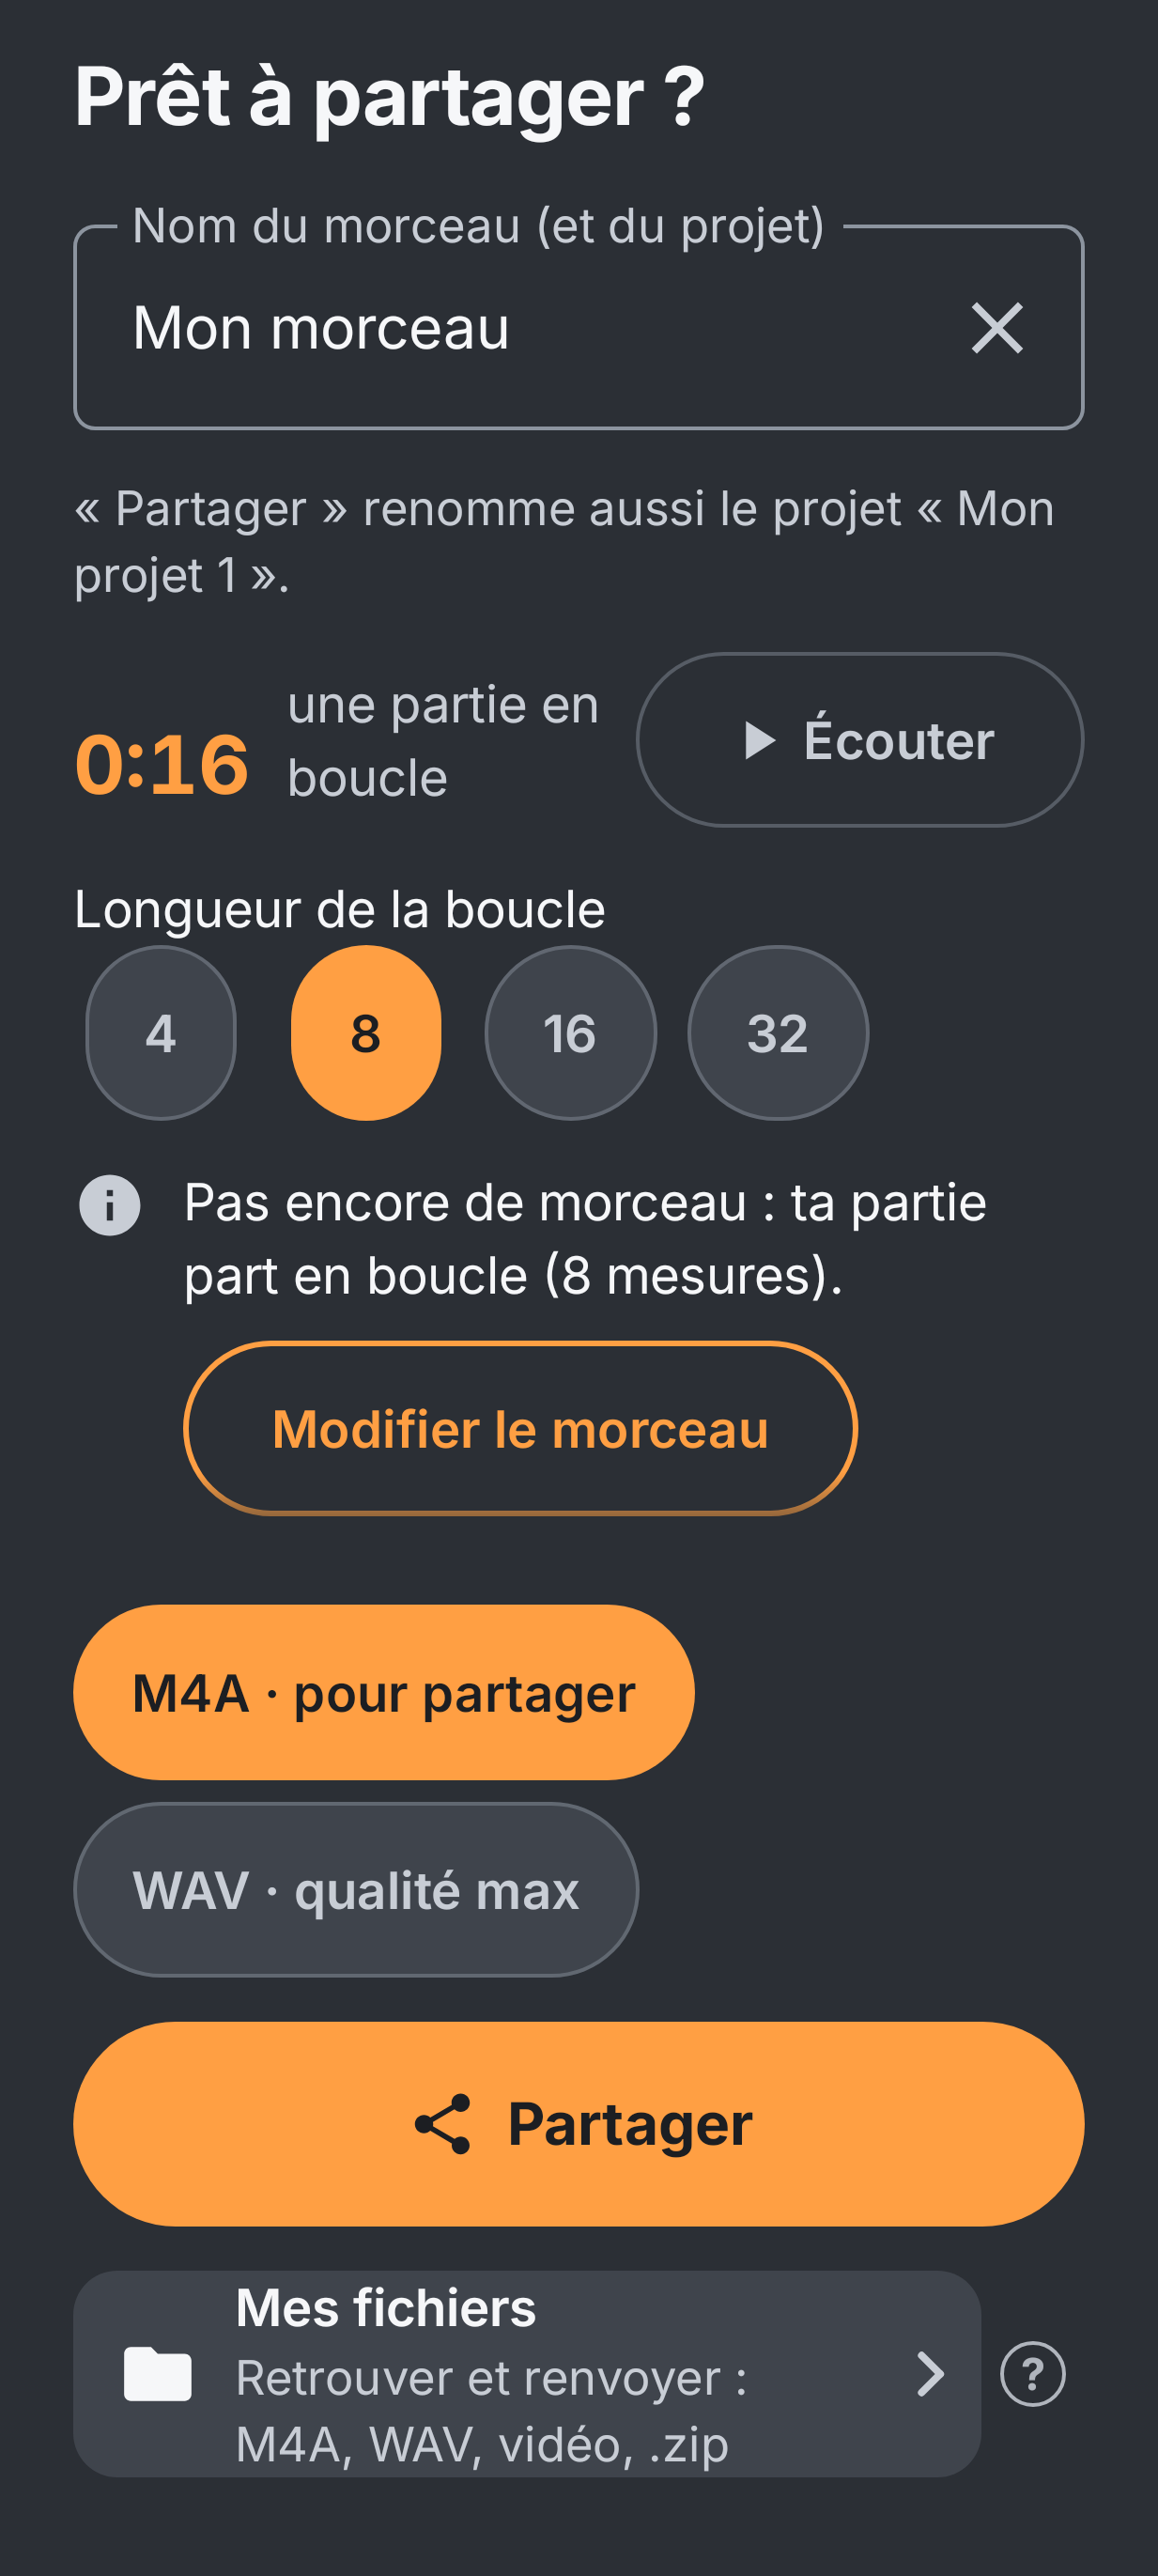 Prêt à partager ?
Nom du morceau (et du projet)
Mon morceau
« Partager » renomme aussi le projet « Mon
projet 1 ».
0:16
une partie en
boucle
Écouter
Longueur de la boucle
4
8
16
32
Pas encore de morceau : ta partie
part en boucle (8 mesures).
Modifier le morceau
M4A · pour partager
WAV · qualité max
Partager
Mes fichiers
Retrouver et renvoyer :
M4A, WAV, vidéo, .zip
?